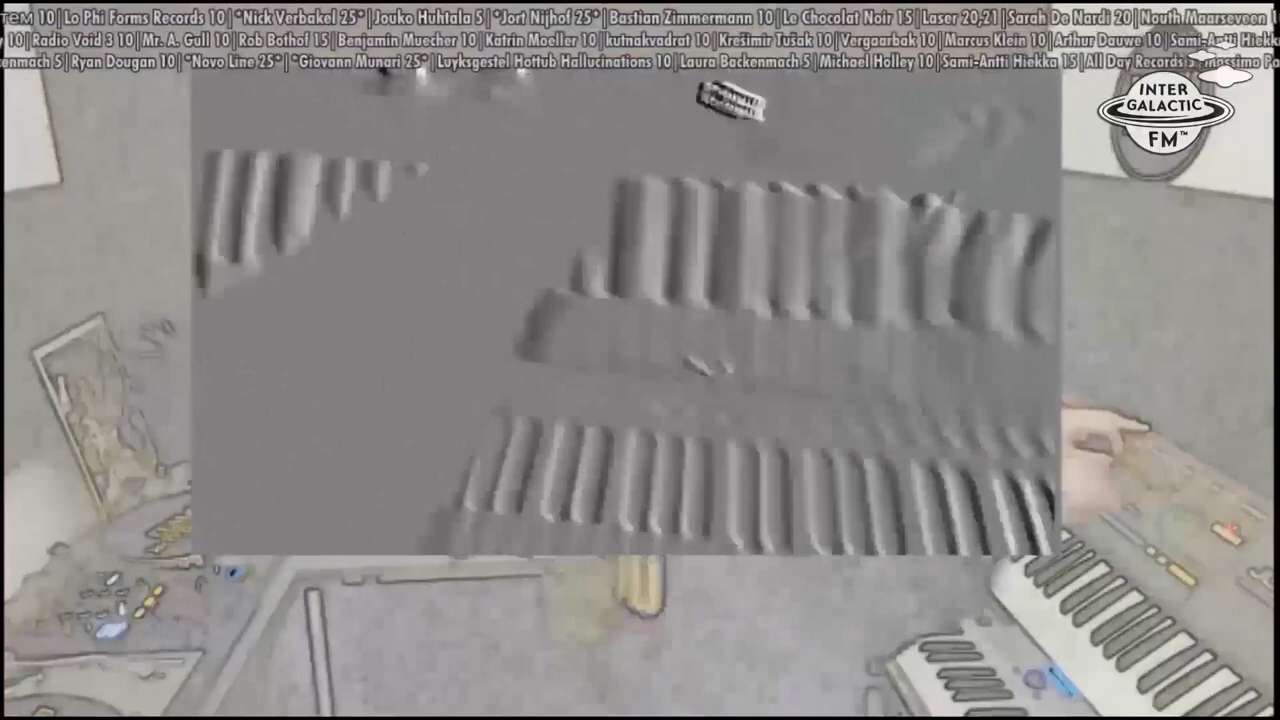 10 | Lo Phi Forms Records 10 | *Nick Verbakel 25* | Jouko Huhtala 5 | *Jort Nijhof 25* | Bastian Zimmermann 10 | Le Chocolat Noir 15 | Laser 20,21 | Sarah De Nardi 20 | Nouth Maarseveen
10 | Radio Void 3 10 | Mr. A. Gull 10 | Rob Bothof 15 | Benjamin Muecher 10 | Katrin Moeller 10 | kutnakvadrat 10 | Krešimir Tušak 10 | Vergaarbak 10 | Marcus Klein 10 | Arthur Dauwe 10 | Sami-Antti Hiekk
kenmach 5 | Ryan Dougan 10 | *Novo Line 25* | *Giovann Munari 25* | Luyksgestel Hottub Hallucinations 10 | Laura Backenmach 5 | Michael Holley 10 | Sami-Antti Hiekka 15 | All Day Records
INTER
GALACTIC
FM™